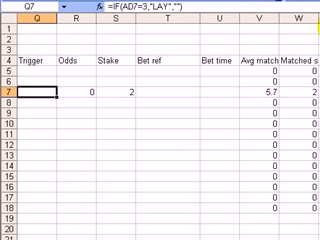 Q7 fx =IF(AD7=3,"LAY","")
Q R S T U V W
1
2
3
4 Trigger Odds Stake Bet ref Bet time Avg match Matched s
5 0 0
6 0 0
7 0 2 5.7 2
8 0 0
9 0 0
10 0 0
11 0 0
12 0 0
13 0 0
14 0 0
15 0 0
16 0 0
17 0 0
18 0 0
19
20
21